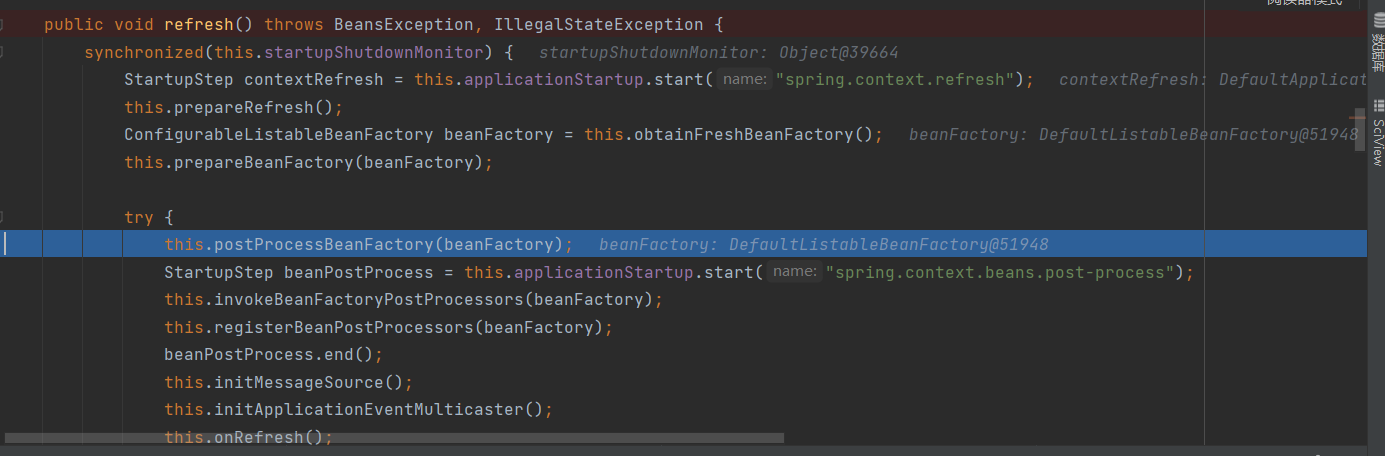 阅读器模式
public void refresh() throws BeansException, IllegalStateException {
synchronized(this.startupShutdownMonitor) { startupShutdownMonitor: Object@39664
StartupStep contextRefresh = this.applicationStartup.start( name: "spring.context.refresh"); contextRefresh: DefaultApplicat
this.prepareRefresh();
ConfigurableListableBeanFactory beanFactory = this.obtainFreshBeanFactory(); beanFactory: DefaultListableBeanFactory@51948
this.prepareBeanFactory(beanFactory);
try {
this.postProcessBeanFactory(beanFactory); beanFactory: DefaultListableBeanFactory@51948
StartupStep beanPostProcess = this.applicationStartup.start( name: "spring.context.beans.post-process");
this.invokeBeanFactoryPostProcessors(beanFactory);
this.registerBeanPostProcessors(beanFactory);
beanPostProcess.end();
this.initMessageSource();
this.initApplicationEventMulticaster();
this.onRefresh();
数据库
SciView